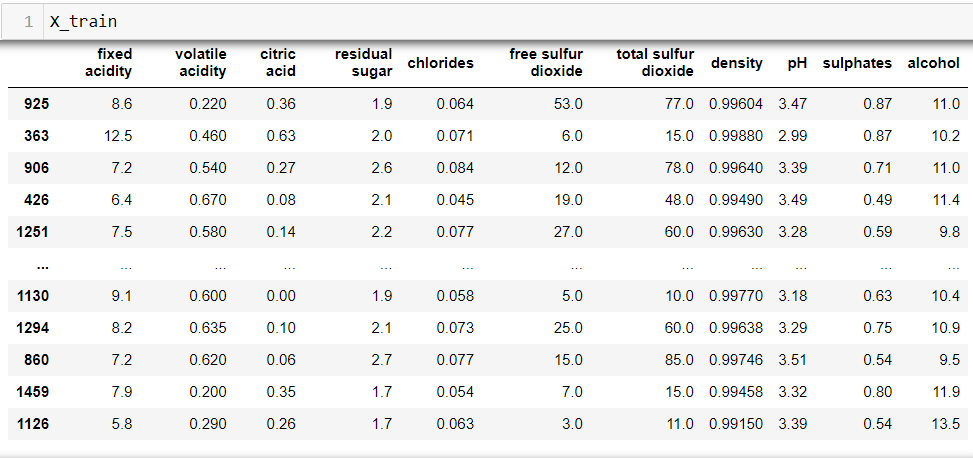 1 X_train
fixed acidity volatile acidity citric acid residual sugar chlorides free sulfur dioxide total sulfur dioxide density pH sulphates alcohol
925 8.6 0.220 0.36 1.9 0.064 53.0 77.0 0.99604 3.47 0.87 11.0
363 12.5 0.460 0.63 2.0 0.071 6.0 15.0 0.99880 2.99 0.87 10.2
906 7.2 0.540 0.27 2.6 0.084 12.0 78.0 0.99640 3.39 0.71 11.0
426 6.4 0.670 0.08 2.1 0.045 19.0 48.0 0.99490 3.49 0.49 11.4
1251 7.5 0.580 0.14 2.2 0.077 27.0 60.0 0.99630 3.28 0.59 9.8
... ... ... ... ... ... ... ... ... ... ... ...
1130 9.1 0.600 0.00 1.9 0.058 5.0 10.0 0.99770 3.18 0.63 10.4
1294 8.2 0.635 0.10 2.1 0.073 25.0 60.0 0.99638 3.29 0.75 10.9
860 7.2 0.620 0.06 2.7 0.077 15.0 85.0 0.99746 3.51 0.54 9.5
1459 7.9 0.200 0.35 1.7 0.054 7.0 15.0 0.99458 3.32 0.80 11.9
1126 5.8 0.290 0.26 1.7 0.063 3.0 11.0 0.99150 3.39 0.54 13.5